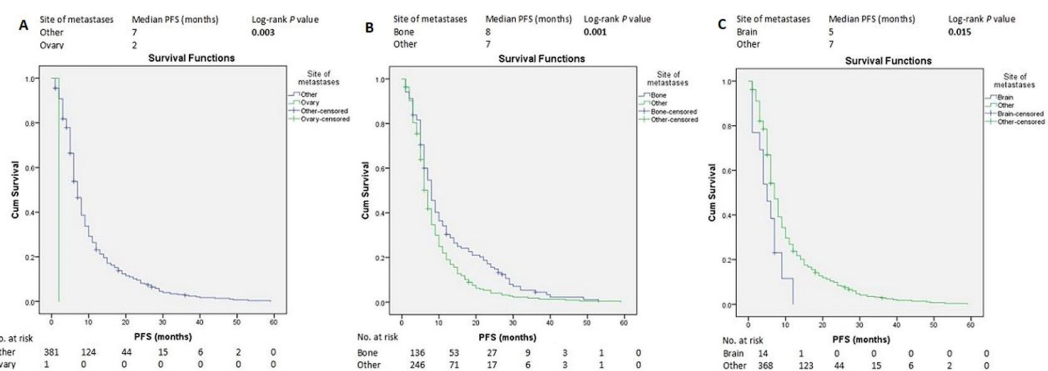 A
Site of metastases Median PFS (months) Log-rank P value
Other 7 0.003
Ovary 2
Survival Functions
Cum Survival
1.0
0.8
0.6
0.4
0.2
0.0
0 10 20 30 40 50 60
PFS (months)
Site of
metastases
Other
Ovary
Other-censored
Ovary-censored
o. at risk
ther 381 124 44 15 6 2 0
vary 1 0 0 0 0 0 0
B
Site of metastases Median PFS (months) Log-rank P value
Bone 8 0.001
Other 7
Survival Functions
Cum Survival
1.0
0.8
0.6
0.4
0.2
0.0
0 10 20 30 40 50 60
PFS (months)
Site of
metastases
Bone
Other
Bone-censored
Other-censored
No. at risk
Bone 136 53 27 9 3 1 0
Other 246 71 17 6 3 1 0
C
Site of metastases Median PFS (months) Log-rank P value
Brain 5 0.015
Other 7
Survival Functions
Cum Survival
1.0
0.8
0.6
0.4
0.2
0.0
0 10 20 30 40 50 60
PFS (months)
Site of
metastases
Brain
Other
Brain-censored
Other-censored
No. at risk
Brain 14 1 0 0 0 0 0
Other 368 123 44 15 6 2 0